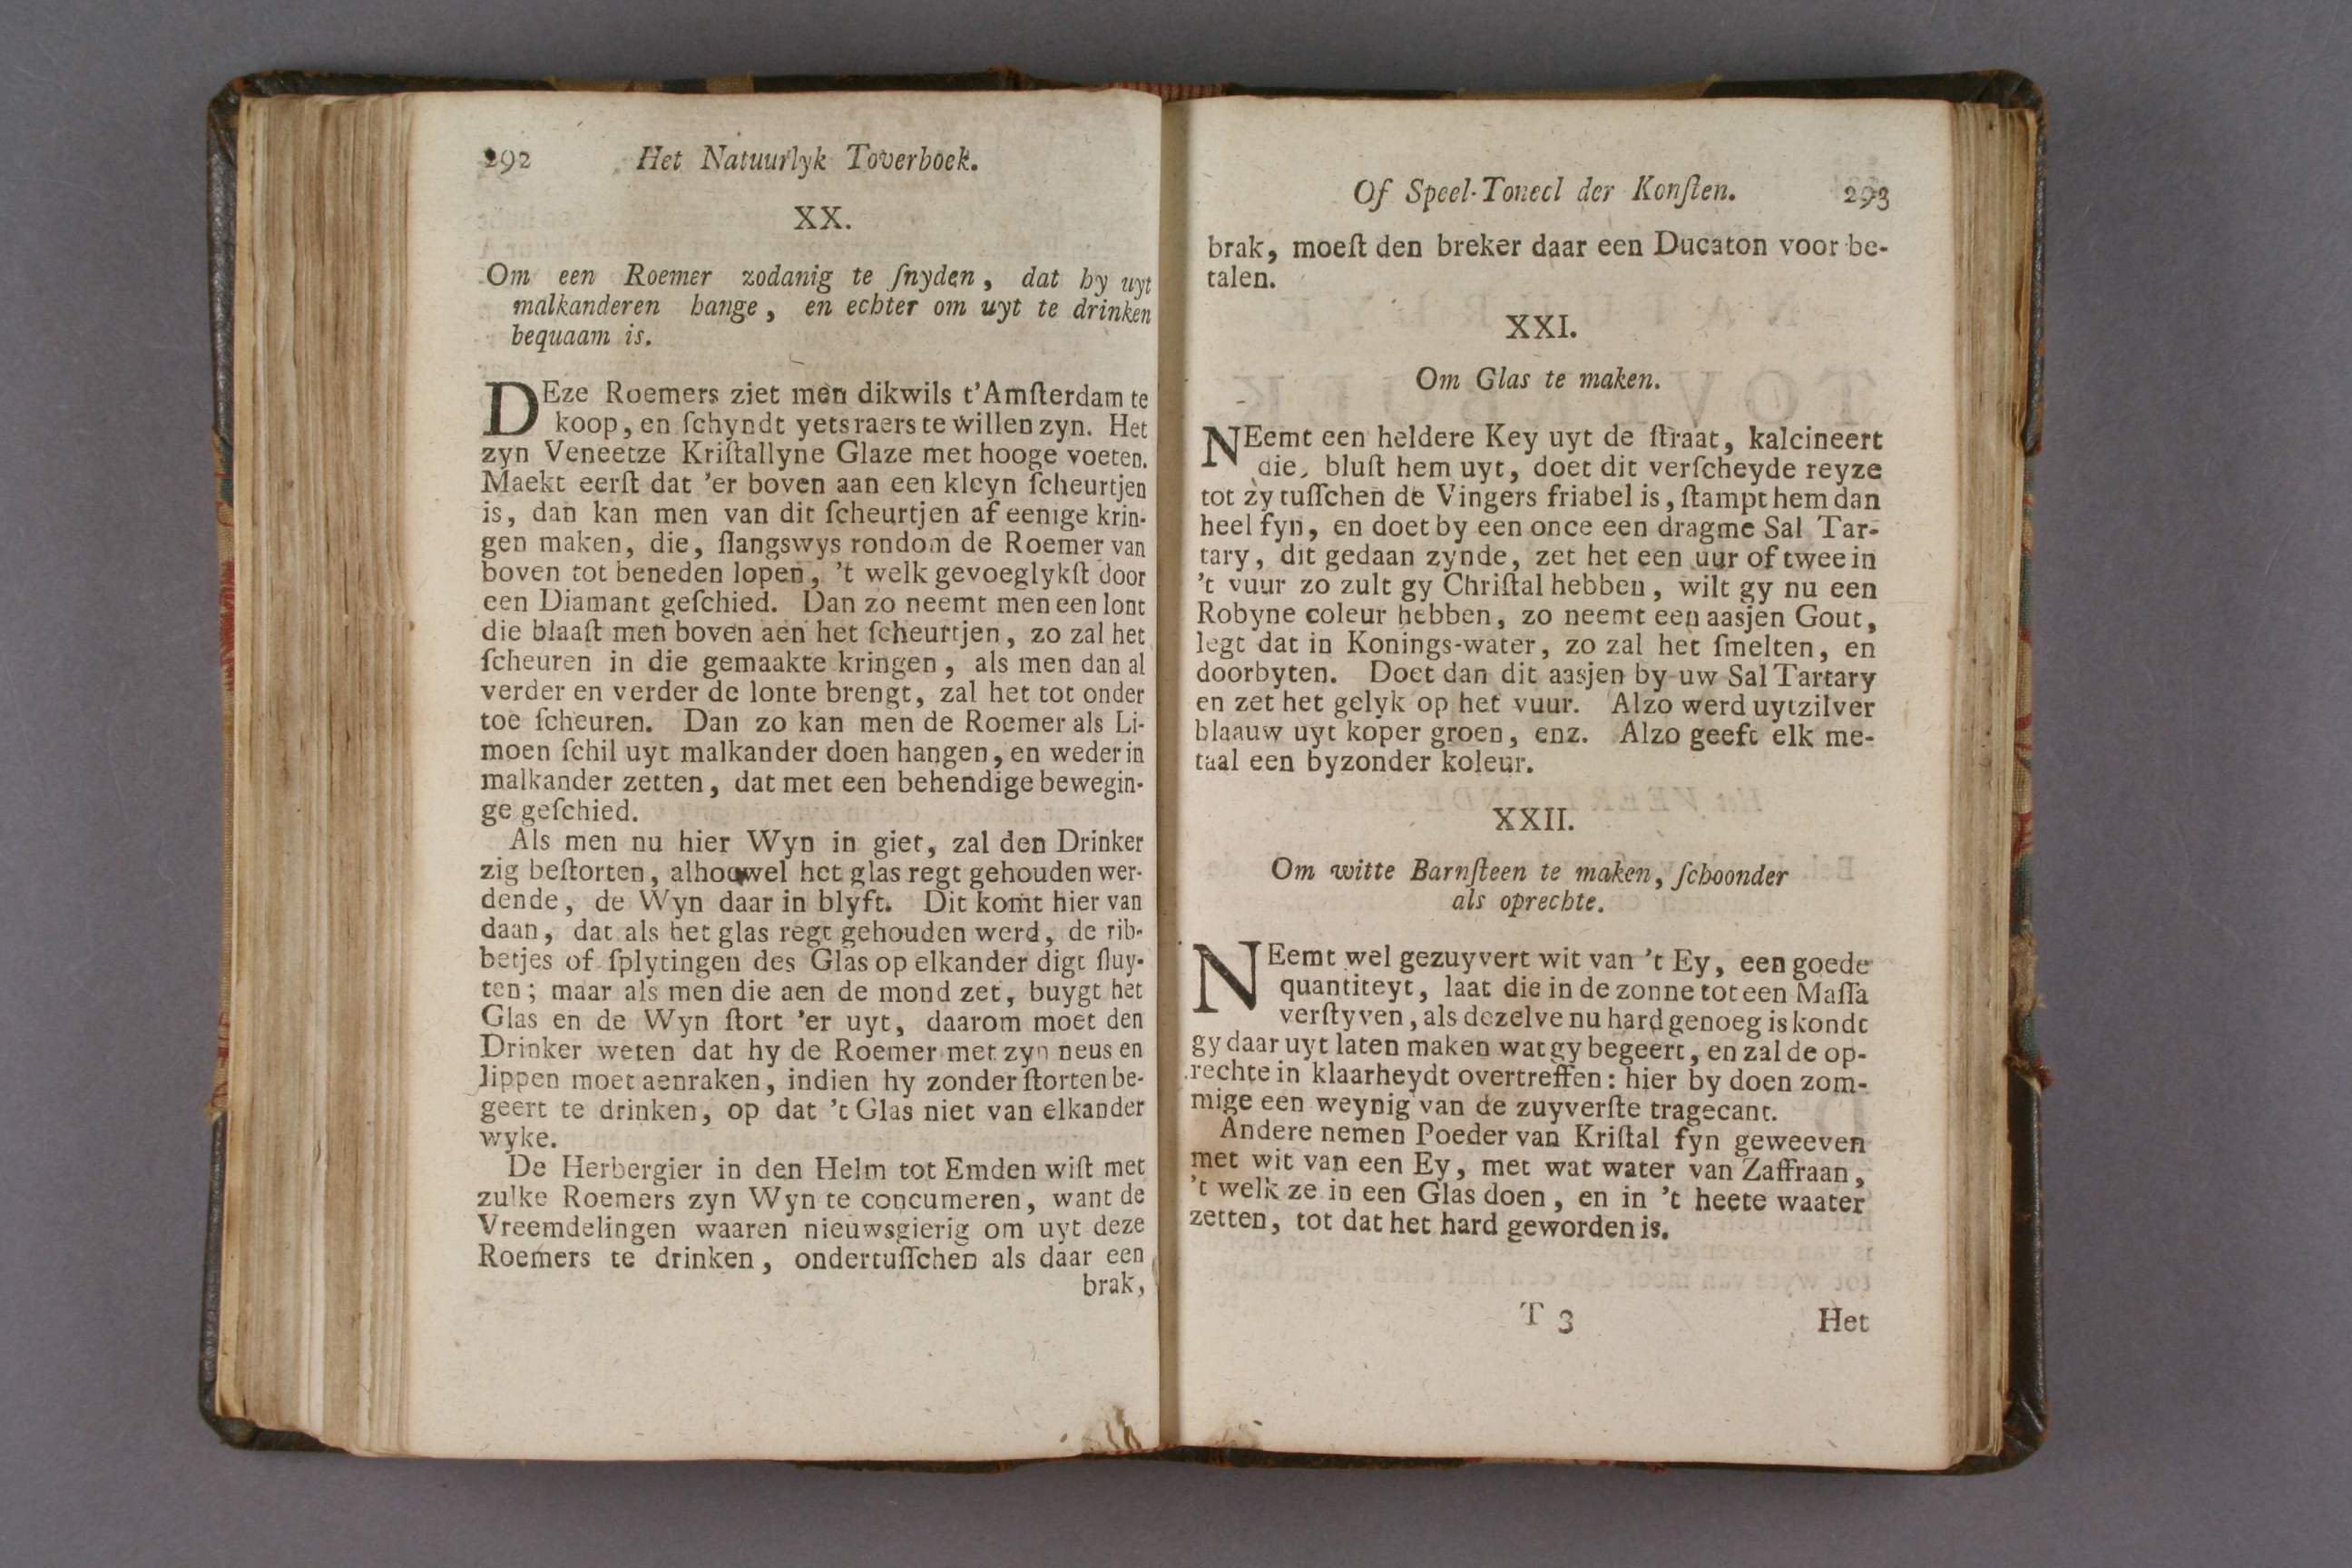 292 Het Natuurlyk Toverboek.
XX.
Om een Roemer zodanig te ſnyden, dat hy uyt
malkanderen hange, en echter om uyt te drinken
bequaam is.
DEze Roemers ziet men dikwils t'Amſterdam te
koop, en ſchyndt yets raers te willen zyn. Het
zyn Veneetze Kriſtallyne Glaze met hooge voeten.
Maekt eerſt dat 'er boven aan een kleyn ſcheurtjen
is, dan kan men van dit ſcheurtjen af eenige krin-
gen maken, die, ſlangswys rondom de Roemer van
boven tot beneden lopen, 't welk gevoeglykſt door
een Diamant geſchied. Dan zo neemt men een lont
die blaaſt men boven aen het ſcheurtjen, zo zal het
ſcheuren in die gemaakte kringen, als men dan al
verder en verder de lonte brengt, zal het tot onder
toe ſcheuren. Dan zo kan men de Roemer als Li-
moen ſchil uyt malkander doen hangen, en weder in
malkander zetten, dat met een behendige bewegin-
ge geſchied.
Als men nu hier Wyn in giet, zal den Drinker
zig beſtorten, alhoewel het glas regt gehouden wer-
dende, de Wyn daar in blyft. Dit komt hier van
daan, dat als het glas regt gehouden werd, de rib-
betjes of ſplytingen des Glas op elkander digt ſluy-
ten; maar als men die aen de mond zet, buygt het
Glas en de Wyn ſtort 'er uyt, daarom moet den
Drinker weten dat hy de Roemer met zyn neus en
lippen moet aenraken, indien hy zonder ſtorten be-
geert te drinken, op dat 't Glas niet van elkander
wyke.
De Herbergier in den Helm tot Emden wiſt met
zulke Roemers zyn Wyn te concumeren, want de
Vreemdelingen waaren nieuwsgierig om uyt deze
Roemers te drinken, ondertuſſchen als daar een
brak,
Of Speel-Toneel der Konſten. 293
brak, moeſt den breker daar een Ducaton voor be-
talen.
XXI.
Om Glas te maken.
NEemt een heldere Key uyt de ſtraat, kalcineert
die, bluſt hem uyt, doet dit verſcheyde reyze
tot zy tuſſchen de Vingers friabel is, ſtampt hem dan
heel fyn, en doet by een once een dragme Sal Tar-
tary, dit gedaan zynde, zet het een uur of twee in
't vuur zo zult gy Chriſtal hebben, wilt gy nu een
Robyne coleur hebben, zo neemt een aasjen Gout,
legt dat in Konings-water, zo zal het ſmelten, en
doorbyten. Doet dan dit aasjen by uw Sal Tartary
en zet het gelyk op het vuur. Alzo werd uyt zilver
blaauw uyt koper groen, enz. Alzo geeft elk me-
taal een byzonder koleur.
XXII.
Om witte Barnſteen te maken, ſchoonder
als oprechte.
NEemt wel gezuyvert wit van 't Ey, een goede
quantiteyt, laat die in de zonne tot een Maſſa
verſtyven, als dezelve nu hard genoeg is kondt
gy daar uyt laten maken wat gy begeert, en zal de op-
rechte in klaarheydt overtreffen: hier by doen zom-
mige een weynig van de zuyverſte tragecant.
Andere nemen Poeder van Kriſtal fyn geweeven
met wit van een Ey, met wat water van Zaffraan,
't welk ze in een Glas doen, en in 't heete waater
zetten, tot dat het hard geworden is.
T 3 Het